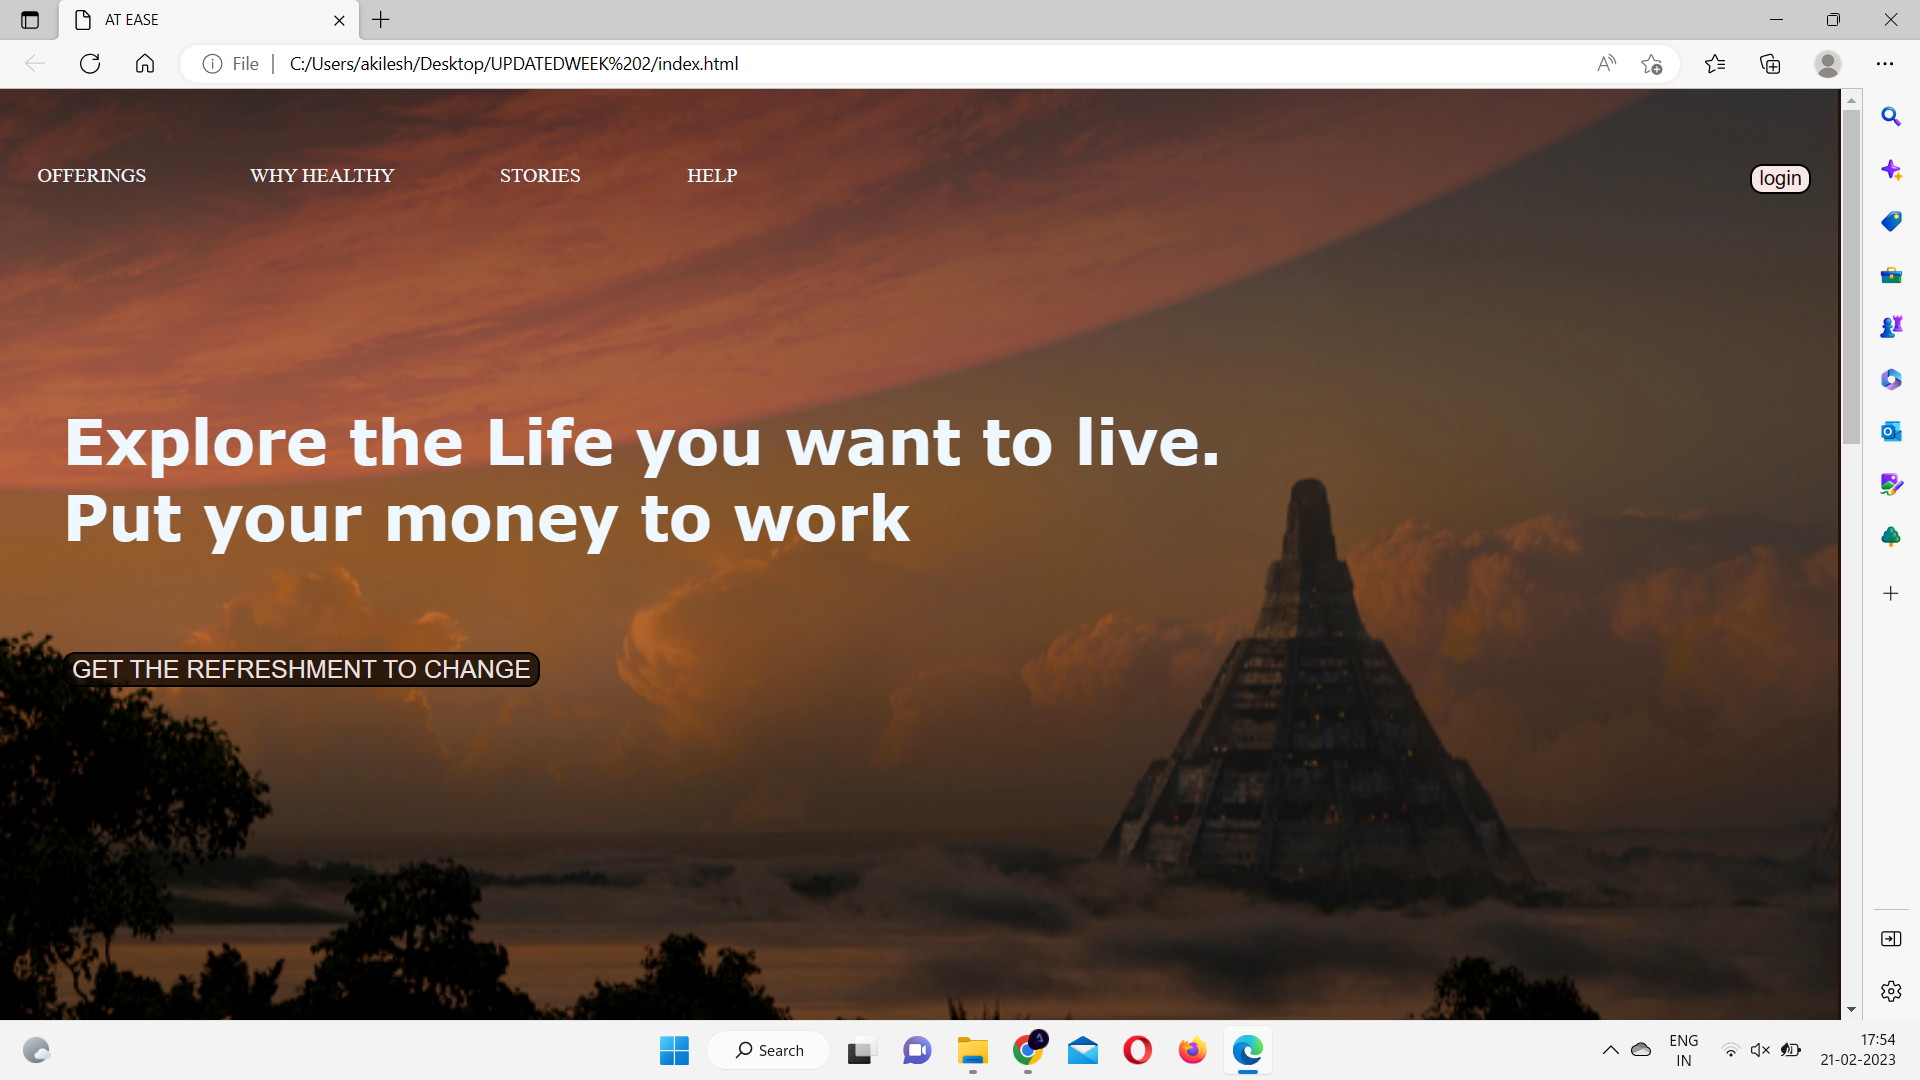 AT EASE
File
C:/Users/akilesh/Desktop/UPDATEDWEEK%202/index.html
OFFERINGS WHY HEALTHY STORIES HELP login
Explore the Life you want to live.
Put your money to work
GET THE REFRESHMENT TO CHANGE
Search
ENG
IN
17:54
21-02-2023